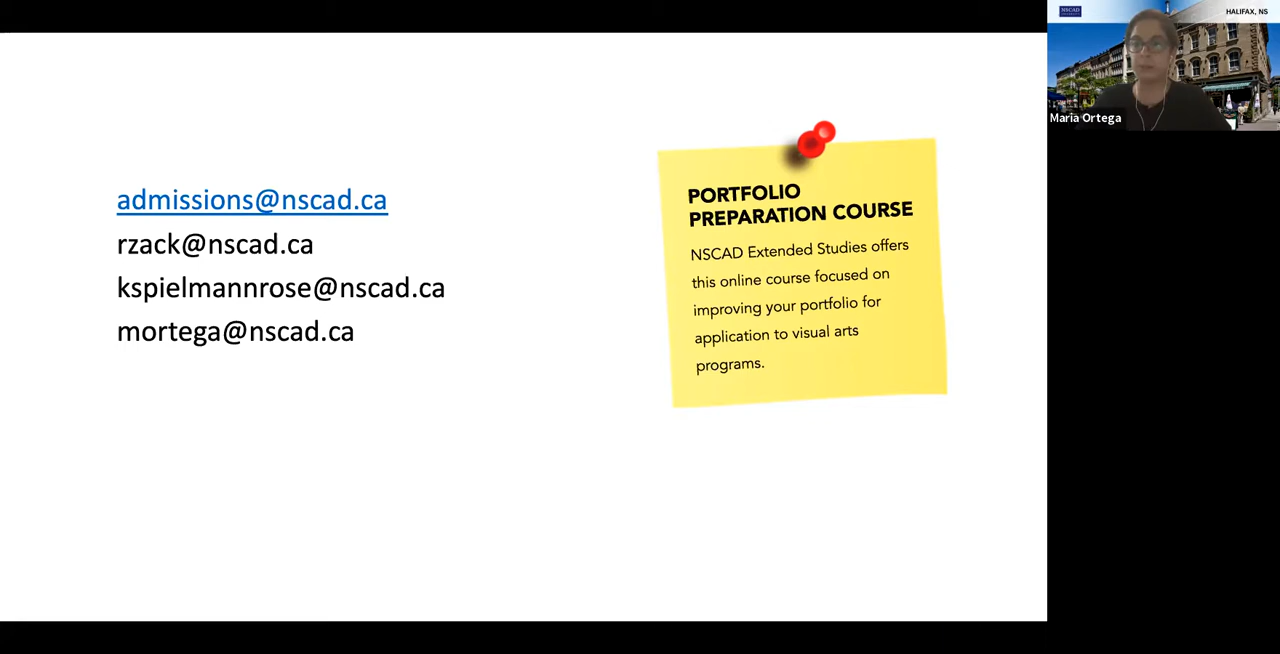 admissions@nscad.ca
rzack@nscad.ca
kspielmannrose@nscad.ca
mortega@nscad.ca
PORTFOLIO
PREPARATION COURSE
NSCAD Extended Studies offers
this online course focused on
improving your portfolio for
application to visual arts
programs.
NSCAD
HALIFAX, NS
Maria Ortega